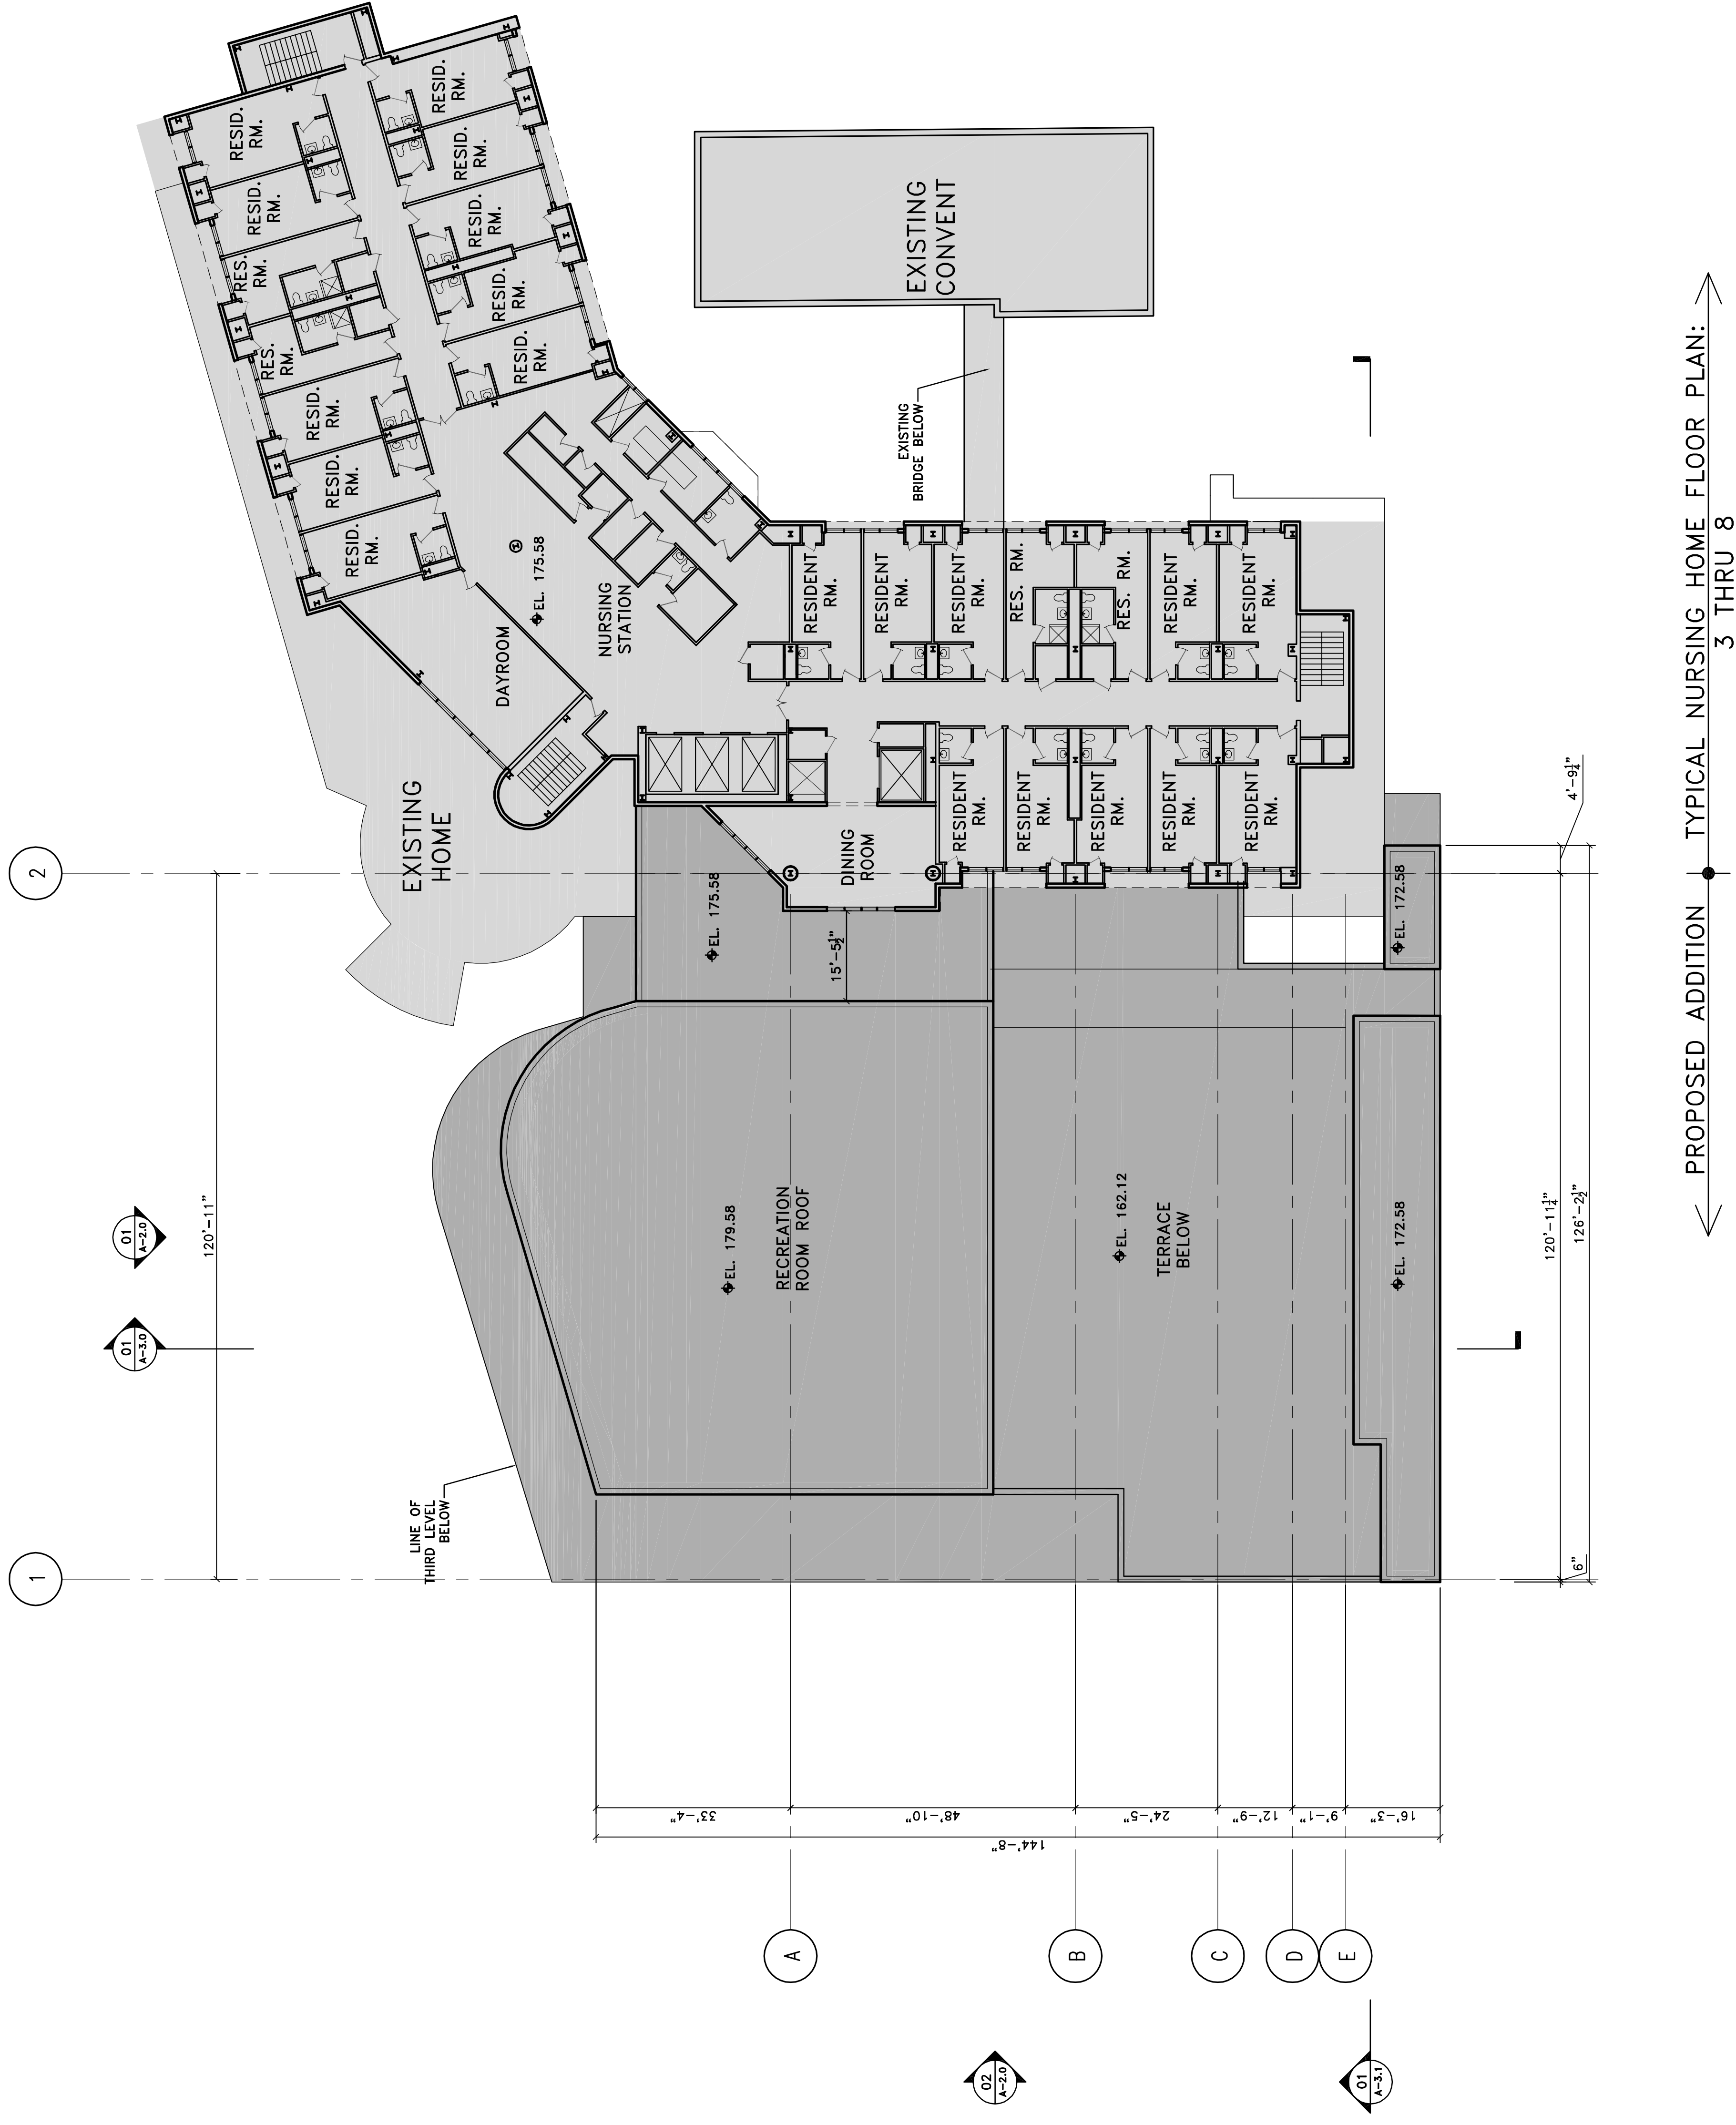 2
1
120'-11"
01
A-2.0
01
A-3.0
EXISTING
HOME
LINE OF
THIRD LEVEL
BELOW
RESID.
RM.
RESID.
RM.
RES.
RM.
RES.
RM.
RESID.
RM.
RESID.
RM.
RESID.
RM.
RESID.
RM.
RESID.
RM.
RESID.
RM.
RESID.
RM.
RESID.
RM.
DAYROOM
EL. 175.58
NURSING
STATION
EXISTING
CONVENT
EXISTING
BRIDGE BELOW
RESIDENT
RM.
RESIDENT
RM.
RESIDENT
RM.
RES. RM.
RES. RM.
RESIDENT
RM.
RESIDENT
RM.
DINING
ROOM
RESIDENT
RM.
RESIDENT
RM.
RESIDENT
RM.
RESIDENT
RM.
RESIDENT
RM.
EL. 175.58
15'-5½"
EL. 172.58
EL. 179.58
RECREATION
ROOM ROOF
EL. 162.12
TERRACE
BELOW
EL. 172.58
4'-9¼"
120'-11¼"
126'-2½"
6"
33'-4"
48'-10"
24'-5"
12'-9"
9'-1"
16'-3"
144'-8"
A
B
C
D
E
02
A-2.0
01
A-3.1
PROPOSED ADDITION
TYPICAL NURSING HOME FLOOR PLAN:
3 THRU 8